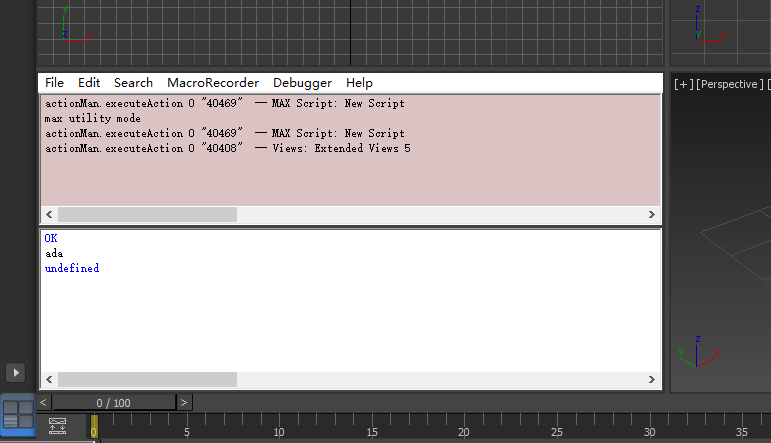 y
z x
z
y x
File Edit Search MacroRecorder Debugger Help
[+] [Perspective] [
actionMan.executeAction 0 "40469" -- MAX Script: New Script
max utility mode
actionMan.executeAction 0 "40469" -- MAX Script: New Script
actionMan.executeAction 0 "40408" -- Views: Extended Views 5
OK
ada
undefined
z
y x
< 0 / 100 >
0 5 10 15 20 25 30 35